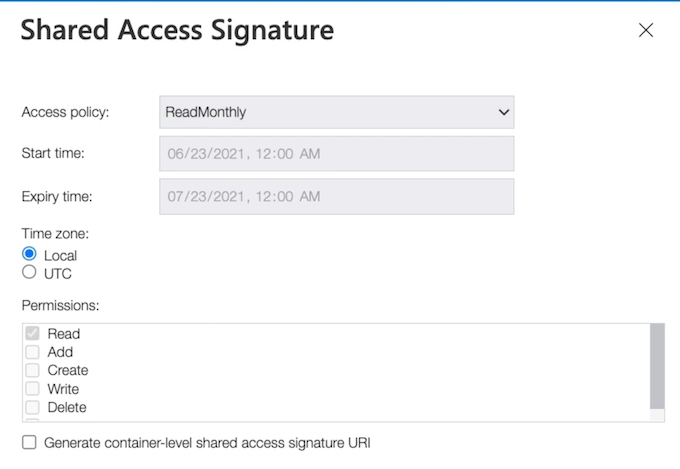 Shared Access Signature
Access policy: ReadMonthly
Start time: 06/23/2021, 12:00 AM
Expiry time: 07/23/2021, 12:00 AM
Time zone:
Local
UTC
Permissions:
Read
Add
Create
Write
Delete
Generate container-level shared access signature URI